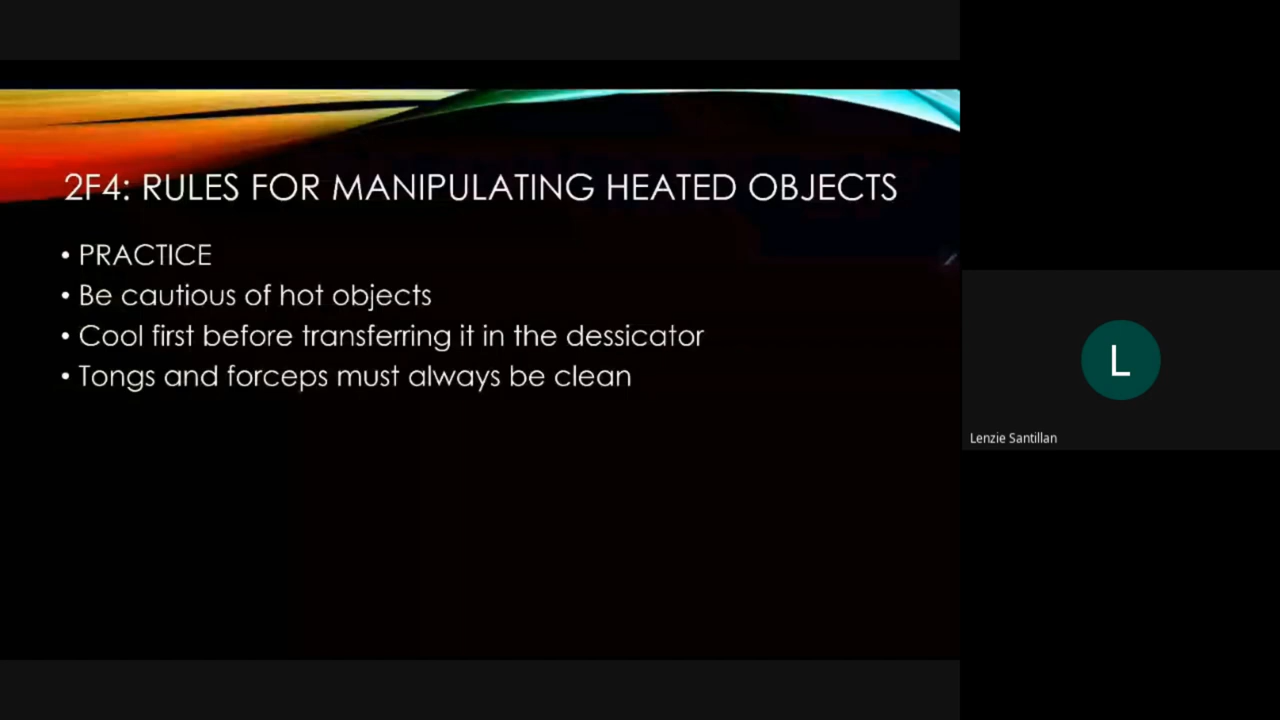 2F4: RULES FOR MANIPULATING HEATED OBJECTS
• PRACTICE
• Be cautious of hot objects
• Cool first before transferring it in the dessicator
• Tongs and forceps must always be clean
L
Lenzie Santillan